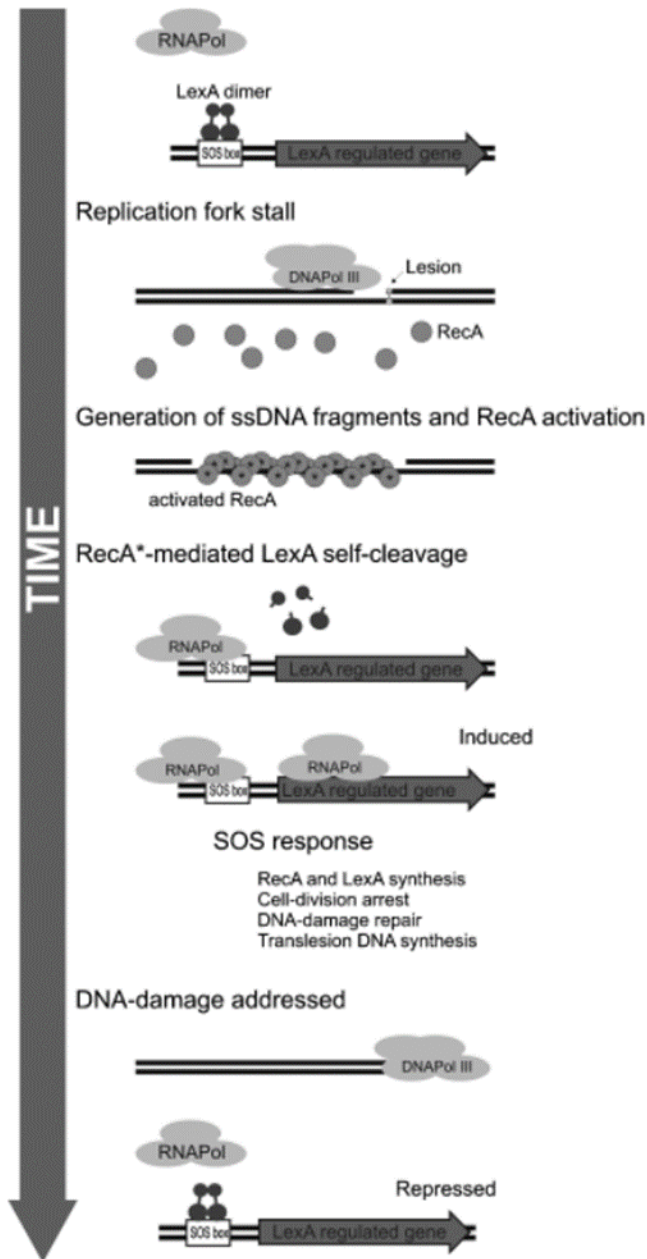 RNAPol
LexA dimer
SOS box
LexA regulated gene
Replication fork stall
DNAPol III
Lesion
RecA
Generation of ssDNA fragments and RecA activation
activated RecA
TIME
RecA*-mediated LexA self-cleavage
RNAPol
SOS box
LexA regulated gene
Induced
RNAPol
RNAPol
SOS box
LexA regulated gene
SOS response
RecA and LexA synthesis
Cell-division arrest
DNA-damage repair
Translesion DNA synthesis
DNA-damage addressed
DNAPol III
RNAPol
Repressed
SOS box
LexA regulated gene